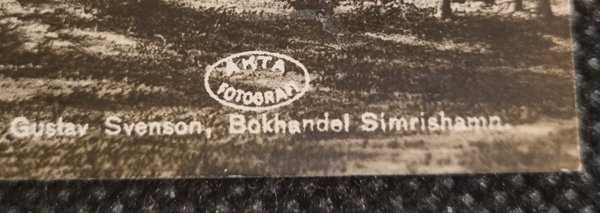 ÄKTA
FOTOGRAFI
Gustav Svenson, Bokhandel Simrishamn.